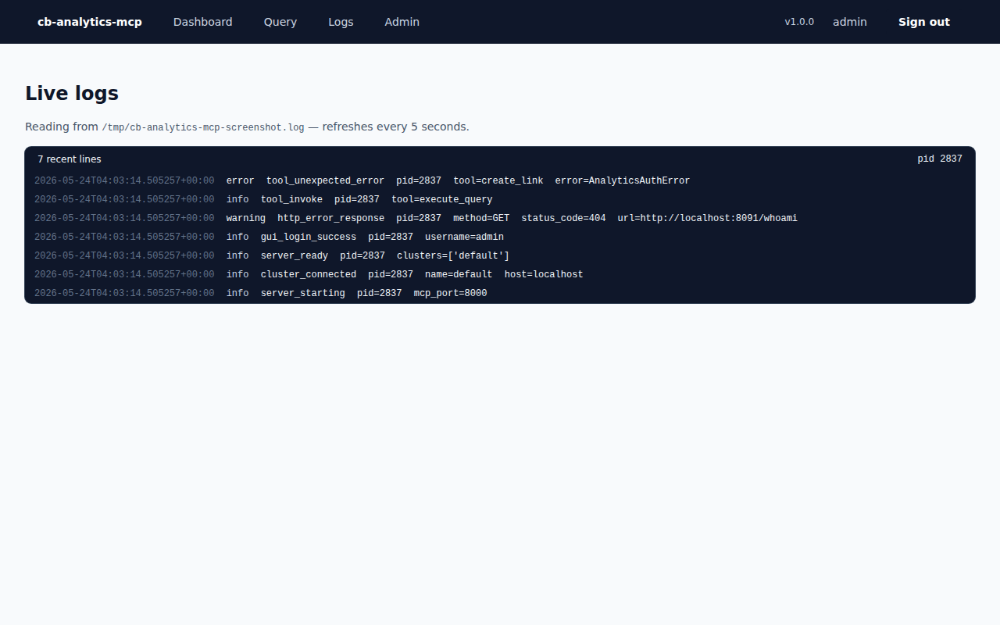 cb-analytics-mcp Dashboard Query Logs Admin v1.0.0 admin Sign out
Live logs
Reading from /tmp/cb-analytics-mcp-screenshot.log — refreshes every 5 seconds.
7 recent lines pid 2837
2026-05-24T04:03:14.505257+00:00 error tool_unexpected_error pid=2837 tool=create_link error=AnalyticsAuthError
2026-05-24T04:03:14.505257+00:00 info tool_invoke pid=2837 tool=execute_query
2026-05-24T04:03:14.505257+00:00 warning http_error_response pid=2837 method=GET status_code=404 url=http://localhost:8091/whoami
2026-05-24T04:03:14.505257+00:00 info gui_login_success pid=2837 username=admin
2026-05-24T04:03:14.505257+00:00 info server_ready pid=2837 clusters=['default']
2026-05-24T04:03:14.505257+00:00 info cluster_connected pid=2837 name=default host=localhost
2026-05-24T04:03:14.505257+00:00 info server_starting pid=2837 mcp_port=8000